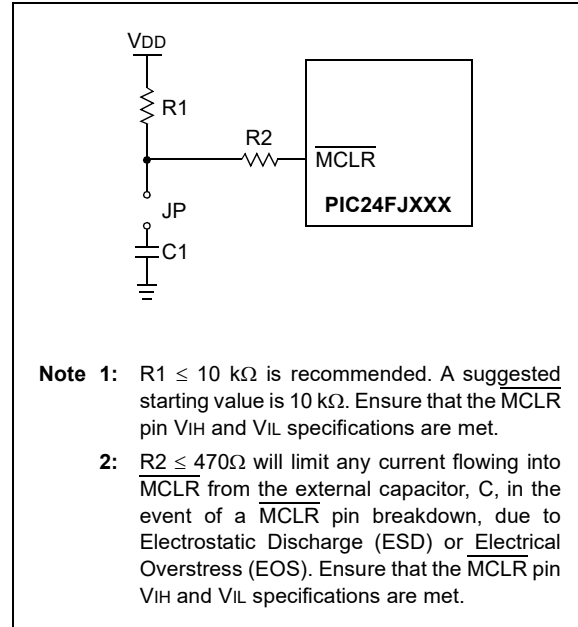 VDD
R1
R2
MCLR
JP
PIC24FJXXX
C1
Note 1: R1 ≤ 10 kΩ is recommended. A suggested
starting value is 10 kΩ. Ensure that the MCLR
pin VIH and VIL specifications are met.
2: R2 ≤ 470Ω will limit any current flowing into
MCLR from the external capacitor, C, in the
event of a MCLR pin breakdown, due to
Electrostatic Discharge (ESD) or Electrical
Overstress (EOS). Ensure that the MCLR pin
VIH and VIL specifications are met.